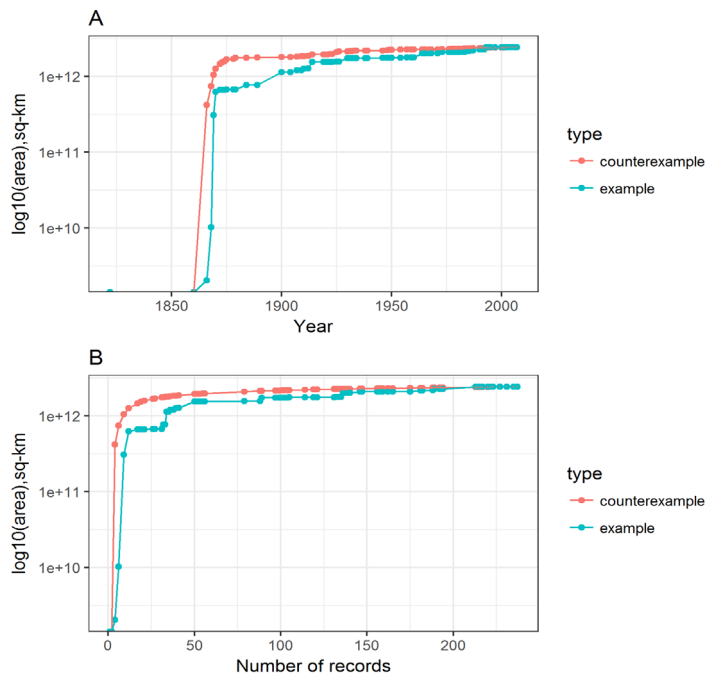 A
1e+12
1e+11
1e+10
log10(area),sq-km
1850
1900
1950
2000
Year
type
counterexample
example
B
1e+12
1e+11
1e+10
log10(area),sq-km
0
50
100
150
200
Number of records
type
counterexample
example